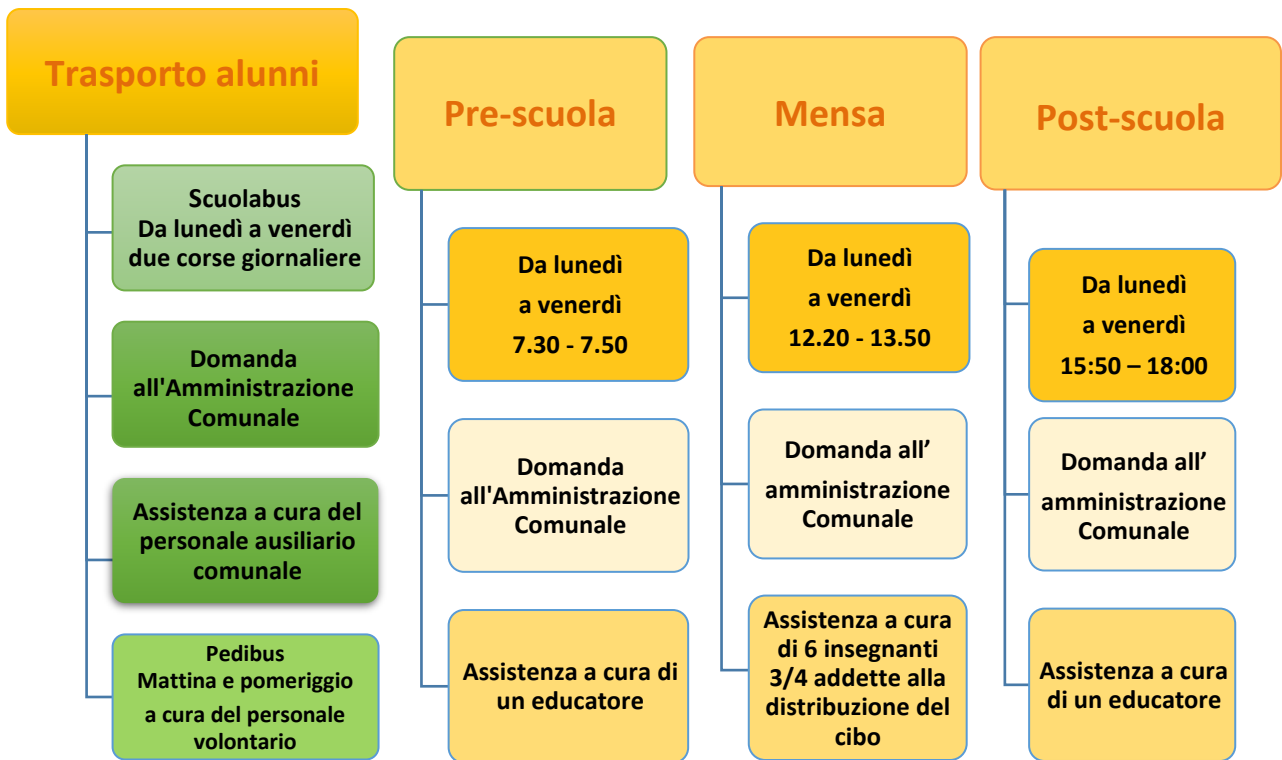 Trasporto alunni
Scuolabus
Da lunedì a venerdì
due corse giornaliere
Domanda
all'Amministrazione
Comunale
Assistenza a cura del
personale ausiliario
comunale
Pedibus
Mattina e pomeriggio
a cura del personale
volontario
Pre-scuola
Da lunedì
a venerdì
7.30 - 7.50
Domanda
all'Amministrazione
Comunale
Assistenza a cura di
un educatore
Mensa
Da lunedì
a venerdì
12.20 - 13.50
Domanda all’
amministrazione
Comunale
Assistenza a cura
di 6 insegnanti
3/4 addette alla
distribuzione del
cibo
Post-scuola
Da lunedì
a venerdì
15:50 – 18:00
Domanda all’
amministrazione
Comunale
Assistenza a cura
di un educatore